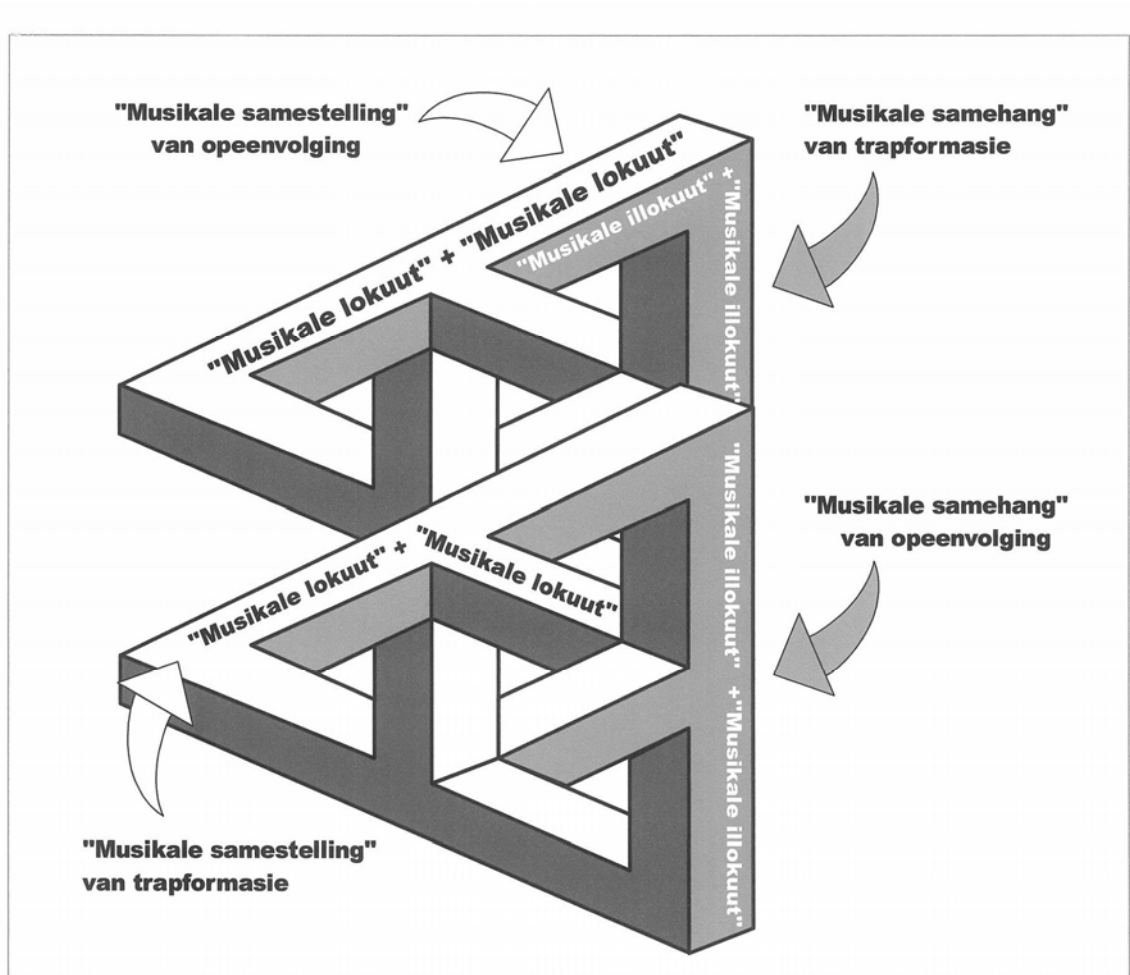 "Musikale samestelling"
van opeenvolging
"Musikale samehang"
van trapformasie
"Musikale lokuut" + "Musikale lokuut"
"Musikale illokuut" + "Musikale illokuut"
"Musikale samehang"
van opeenvolging
"Musikale lokuut" + "Musikale lokuut"
"Musikale illokuut" +"Musikale illokuut"
"Musikale samestelling"
van trapformasie